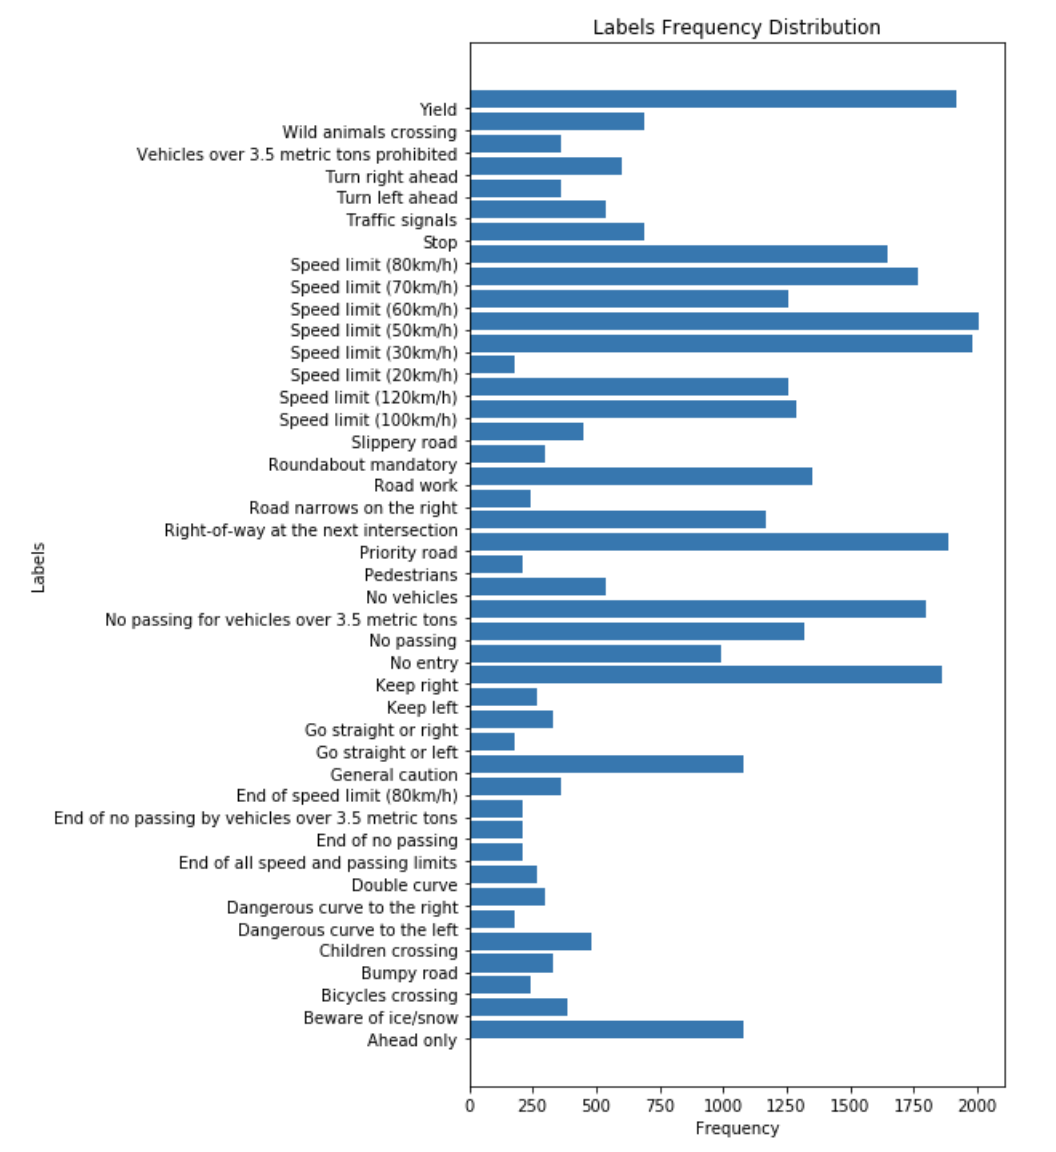 Labels Frequency Distribution
Yield
Wild animals crossing
Vehicles over 3.5 metric tons prohibited
Turn right ahead
Turn left ahead
Traffic signals
Stop
Speed limit (80km/h)
Speed limit (70km/h)
Speed limit (60km/h)
Speed limit (50km/h)
Speed limit (30km/h)
Speed limit (20km/h)
Speed limit (120km/h)
Speed limit (100km/h)
Slippery road
Roundabout mandatory
Road work
Road narrows on the right
Right-of-way at the next intersection
Priority road
Pedestrians
No vehicles
No passing for vehicles over 3.5 metric tons
No passing
No entry
Keep right
Keep left
Go straight or right
Go straight or left
General caution
End of speed limit (80km/h)
End of no passing by vehicles over 3.5 metric tons
End of no passing
End of all speed and passing limits
Double curve
Dangerous curve to the right
Dangerous curve to the left
Children crossing
Bumpy road
Bicycles crossing
Beware of ice/snow
Ahead only
Labels
0 250 500 750 1000 1250 1500 1750 2000
Frequency